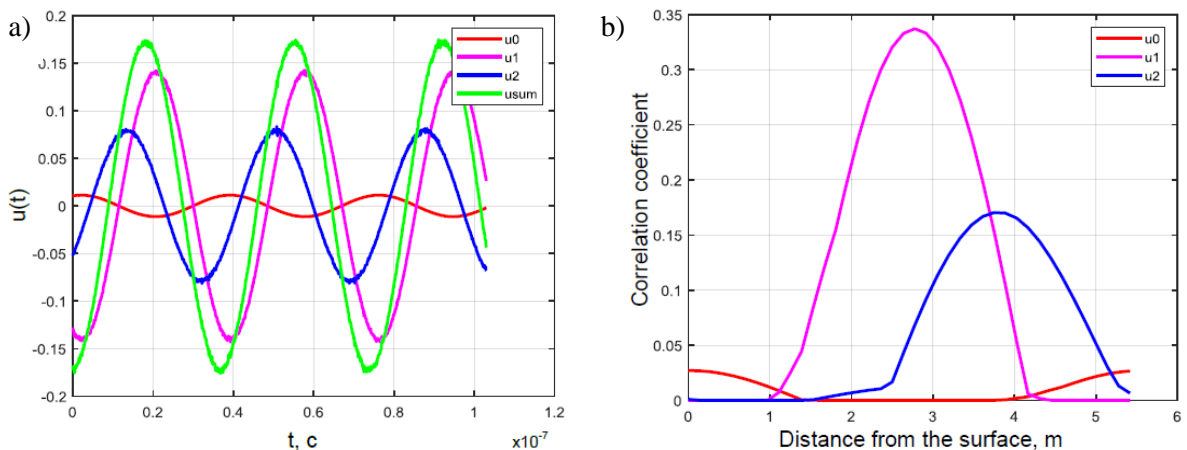 a)
u(t)
0.2
0.15
0.1
0.05
0
-0.05
-0.1
-0.15
-0.2
0 0.2 0.4 0.6 0.8 1 1.2
x10⁻⁷
t, c
u0
u1
u2
usum
b)
Correlation coefficient
0.35
0.3
0.25
0.2
0.15
0.1
0.05
0
0 1 2 3 4 5 6
Distance from the surface, m
u0
u1
u2